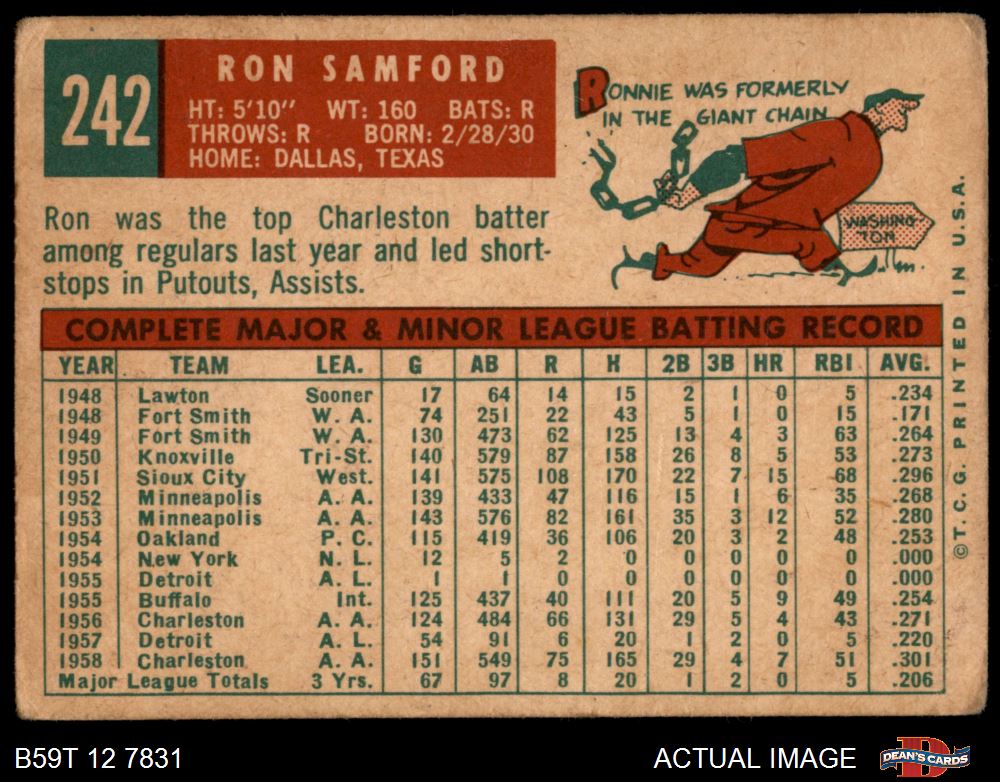 242
RON SAMFORD
HT: 5'10" WT: 160 BATS: R
THROWS: R BORN: 2/28/30
HOME: DALLAS, TEXAS
RONNIE WAS FORMERLY
IN THE GIANT CHAIN
WASHING
TON
Ron was the top Charleston batter
among regulars last year and led short-
stops in Putouts, Assists.
COMPLETE MAJOR & MINOR LEAGUE BATTING RECORD
YEAR TEAM LEA. G AB R H 2B 3B HR RBI AVG.
1948 Lawton Sooner 17 64 14 15 2 1 0 5 .234
1948 Fort Smith W. A. 74 251 22 43 5 1 0 15 .171
1949 Fort Smith W. A. 130 473 62 125 13 4 3 63 .264
1950 Knoxville Tri-St. 140 579 87 158 26 8 5 53 .273
1951 Sioux City West. 141 575 108 170 22 7 15 68 .296
1952 Minneapolis A. A. 139 433 47 116 15 1 6 35 .268
1953 Minneapolis A. A. 143 576 82 161 35 3 12 52 .280
1954 Oakland P. C. 115 419 36 106 20 3 2 48 .253
1954 New York N. L. 12 5 2 0 0 0 0 0 .000
1955 Detroit A. L. 1 1 0 0 0 0 0 0 .000
1955 Buffalo Int. 125 437 40 111 20 5 9 49 .254
1956 Charleston A. A. 124 484 66 131 29 5 4 43 .271
1957 Detroit A. L. 54 91 6 20 1 2 0 5 .220
1958 Charleston A. A. 151 549 75 165 29 4 7 51 .301
Major League Totals 3 Yrs. 67 97 8 20 1 2 0 5 .206
© T. C. G. PRINTED IN U. S. A.
B59T 12 7831
ACTUAL IMAGE
D
DEAN'S CARDS